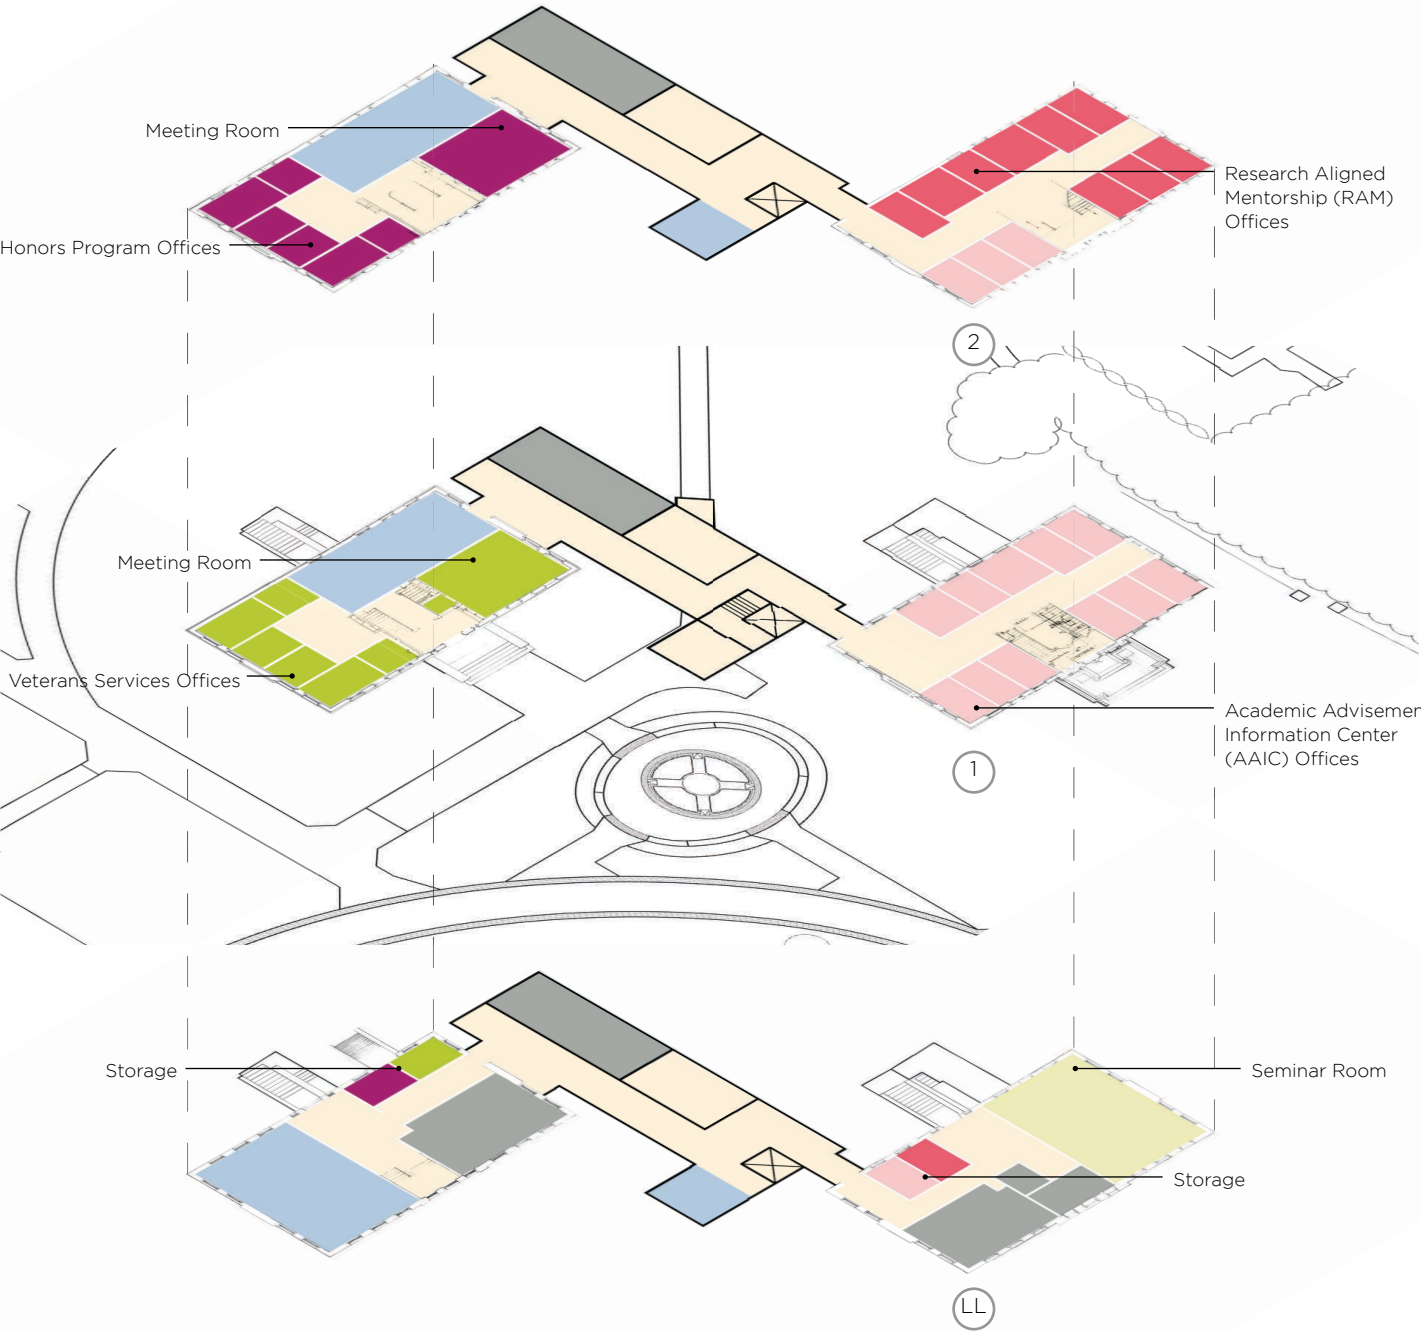 Meeting Room
Research Aligned
Mentorship (RAM)
Offices
Honors Program Offices
2
Meeting Room
Veterans Services Offices
Academic Advisemen
Information Center
(AAIC) Offices
1
Storage
Seminar Room
Storage
LL